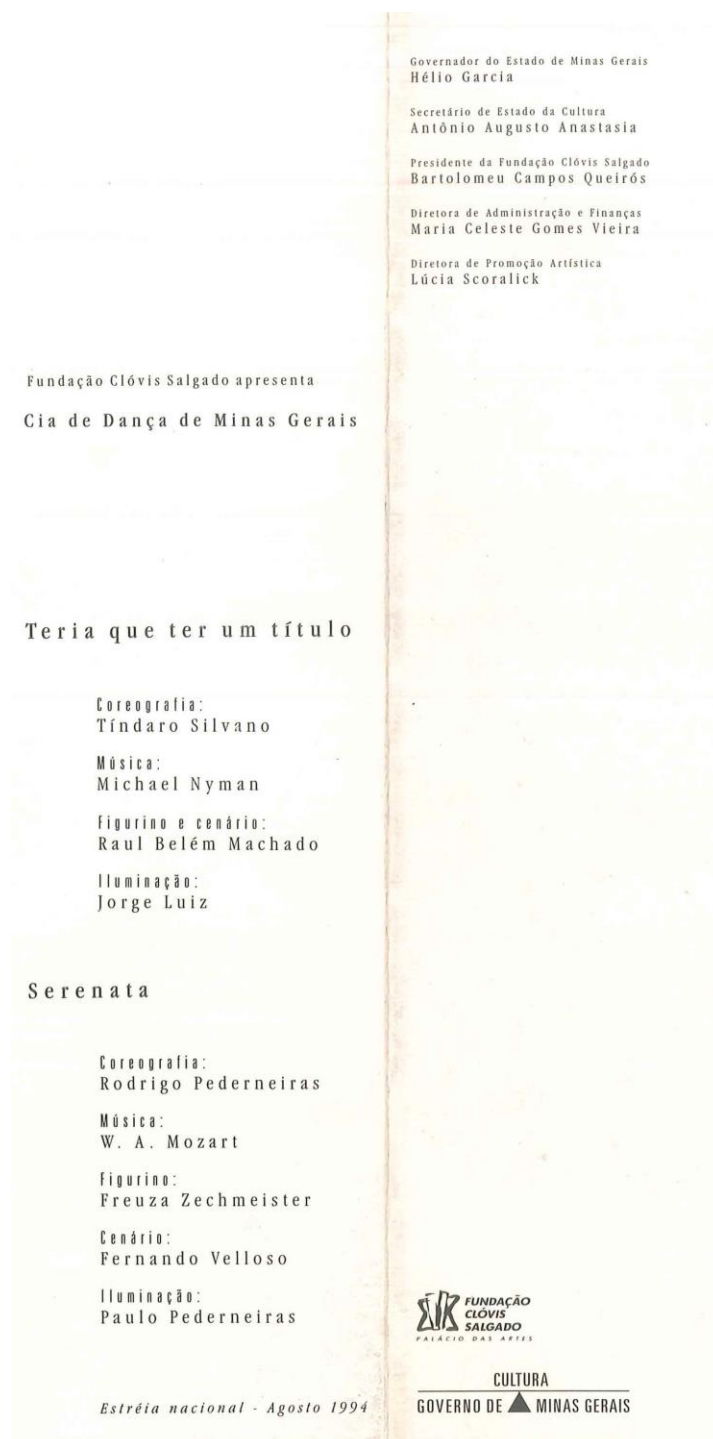 Fundação Clóvis Salgado apresenta
Cia de Dança de Minas Gerais
Teria que ter um título
Coreografia:
Tíndaro Silvano
Música:
Michael Nyman
Figurino e cenário:
Raul Belém Machado
Iluminação:
Jorge Luiz
Serenata
Coreografia:
Rodrigo Pederneiras
Música:
W. A. Mozart
Figurino:
Freuza Zechmeister
Cenário:
Fernando Velloso
Iluminação:
Paulo Pederneiras
Estréia nacional - Agosto 1994
Governador do Estado de Minas Gerais
Hélio Garcia
Secretário de Estado da Cultura
Antônio Augusto Anastasia
Presidente da Fundação Clóvis Salgado
Bartolomeu Campos Queirós
Diretora de Administração e Finanças
Maria Celeste Gomes Vieira
Diretora de Promoção Artística
Lúcia Scoralick
FUNDAÇÃO
CLÓVIS
SALGADO
PALÁCIO DAS ARTES
CULTURA
GOVERNO DE MINAS GERAIS